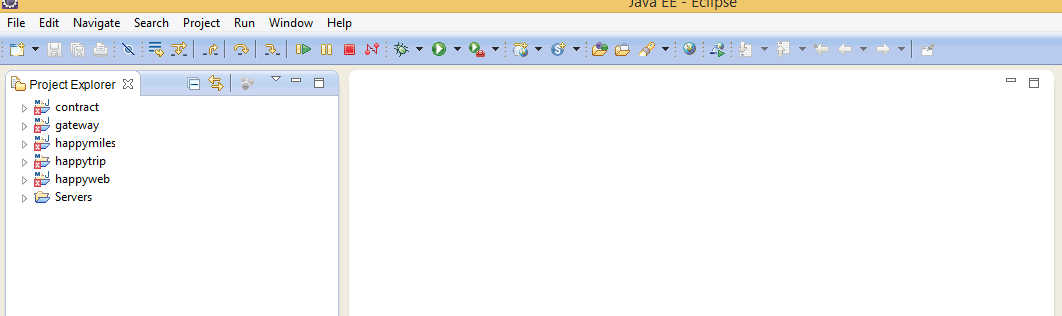 Java EE - Eclipse
File Edit Navigate Search Project Run Window Help
Project Explorer
contract
gateway
happymiles
happytrip
happyweb
Servers